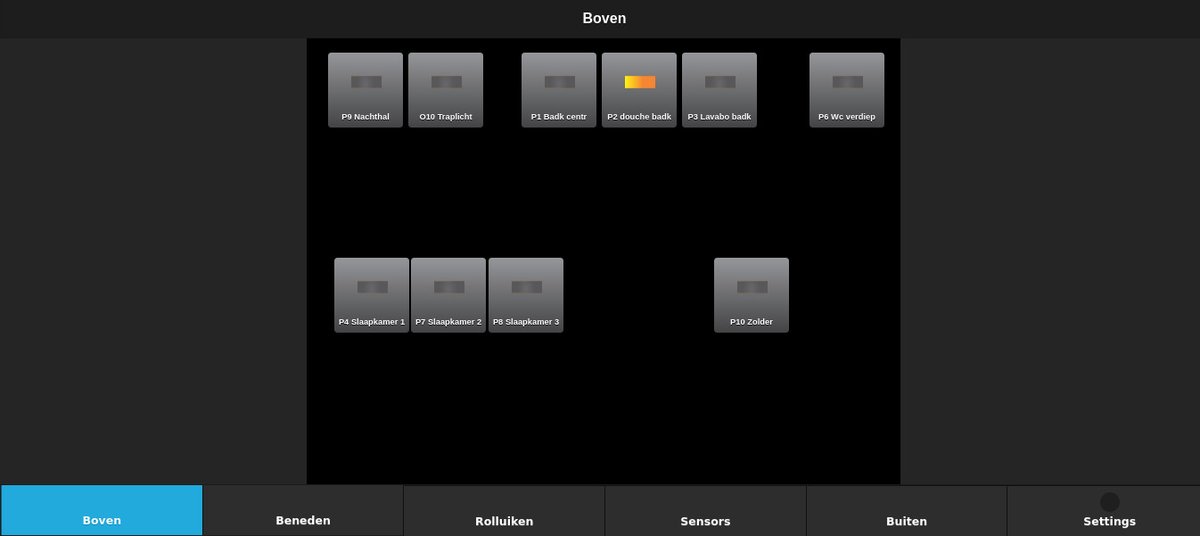 Boven
P9 Nachthal
O10 Traplicht
P1 Badk centr
P2 douche badk
P3 Lavabo badk
P6 Wc verdiep
P4 Slaapkamer 1
P7 Slaapkamer 2
P8 Slaapkamer 3
P10 Zolder
Boven
Beneden
Rolluiken
Sensors
Buiten
Settings